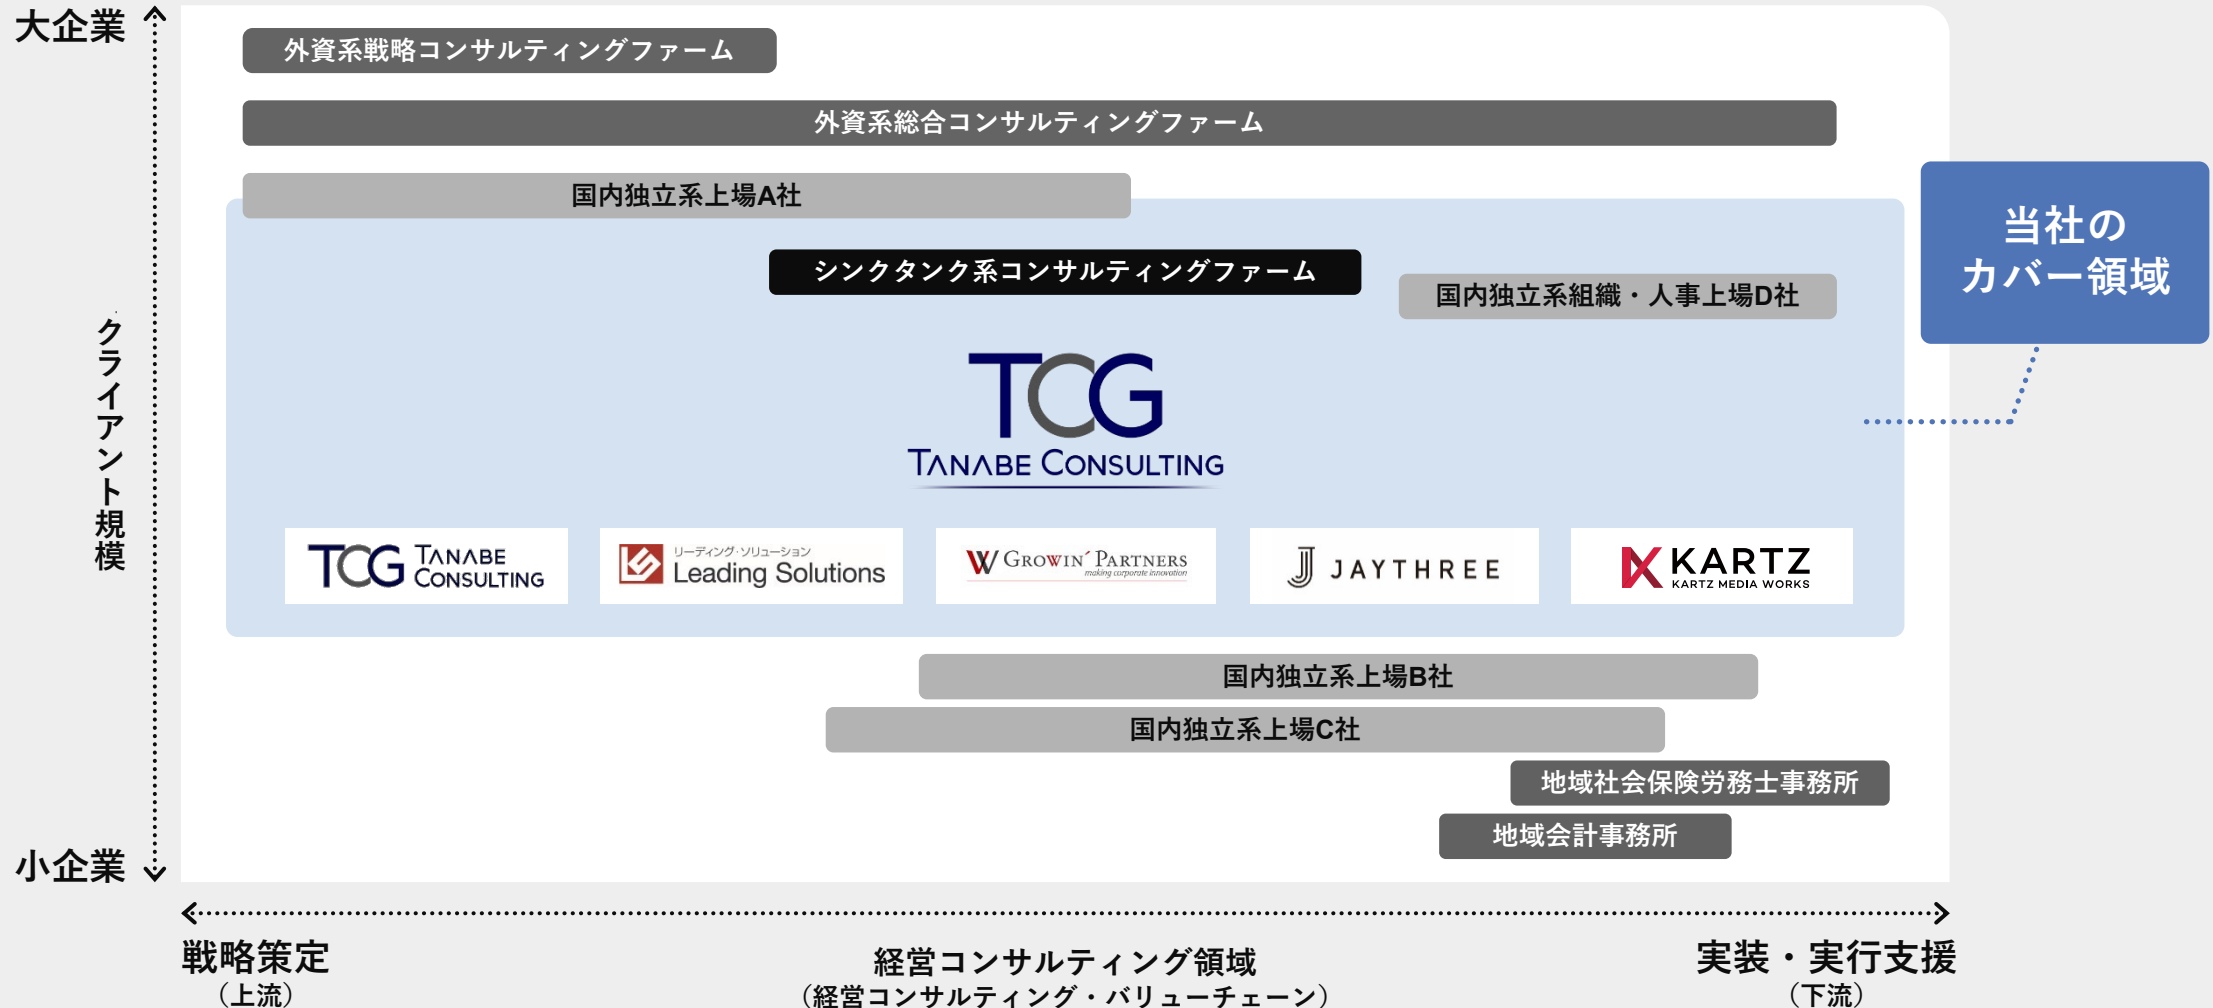 大企業
外資系戦略コンサルティングファーム
外資系総合コンサルティングファーム
国内独立系上場A社
当社の
カバー領域
シンクタンク系コンサルティングファーム
国内独立系組織・人事上場D社
クライアント規模
TCG
TANABE CONSULTING
TCG TANABE
CONSULTING
リーディング・ソリューション
Leading Solutions
GROWIN' PARTNERS
making corporate innovation
JAYTHREE
KARTZ
KARTZ MEDIA WORKS
国内独立系上場B社
国内独立系上場C社
地域社会保険労務士事務所
地域会計事務所
小企業
戦略策定
（上流）
経営コンサルティング領域
（経営コンサルティング・バリューチェーン）
実装・実行支援
（下流）